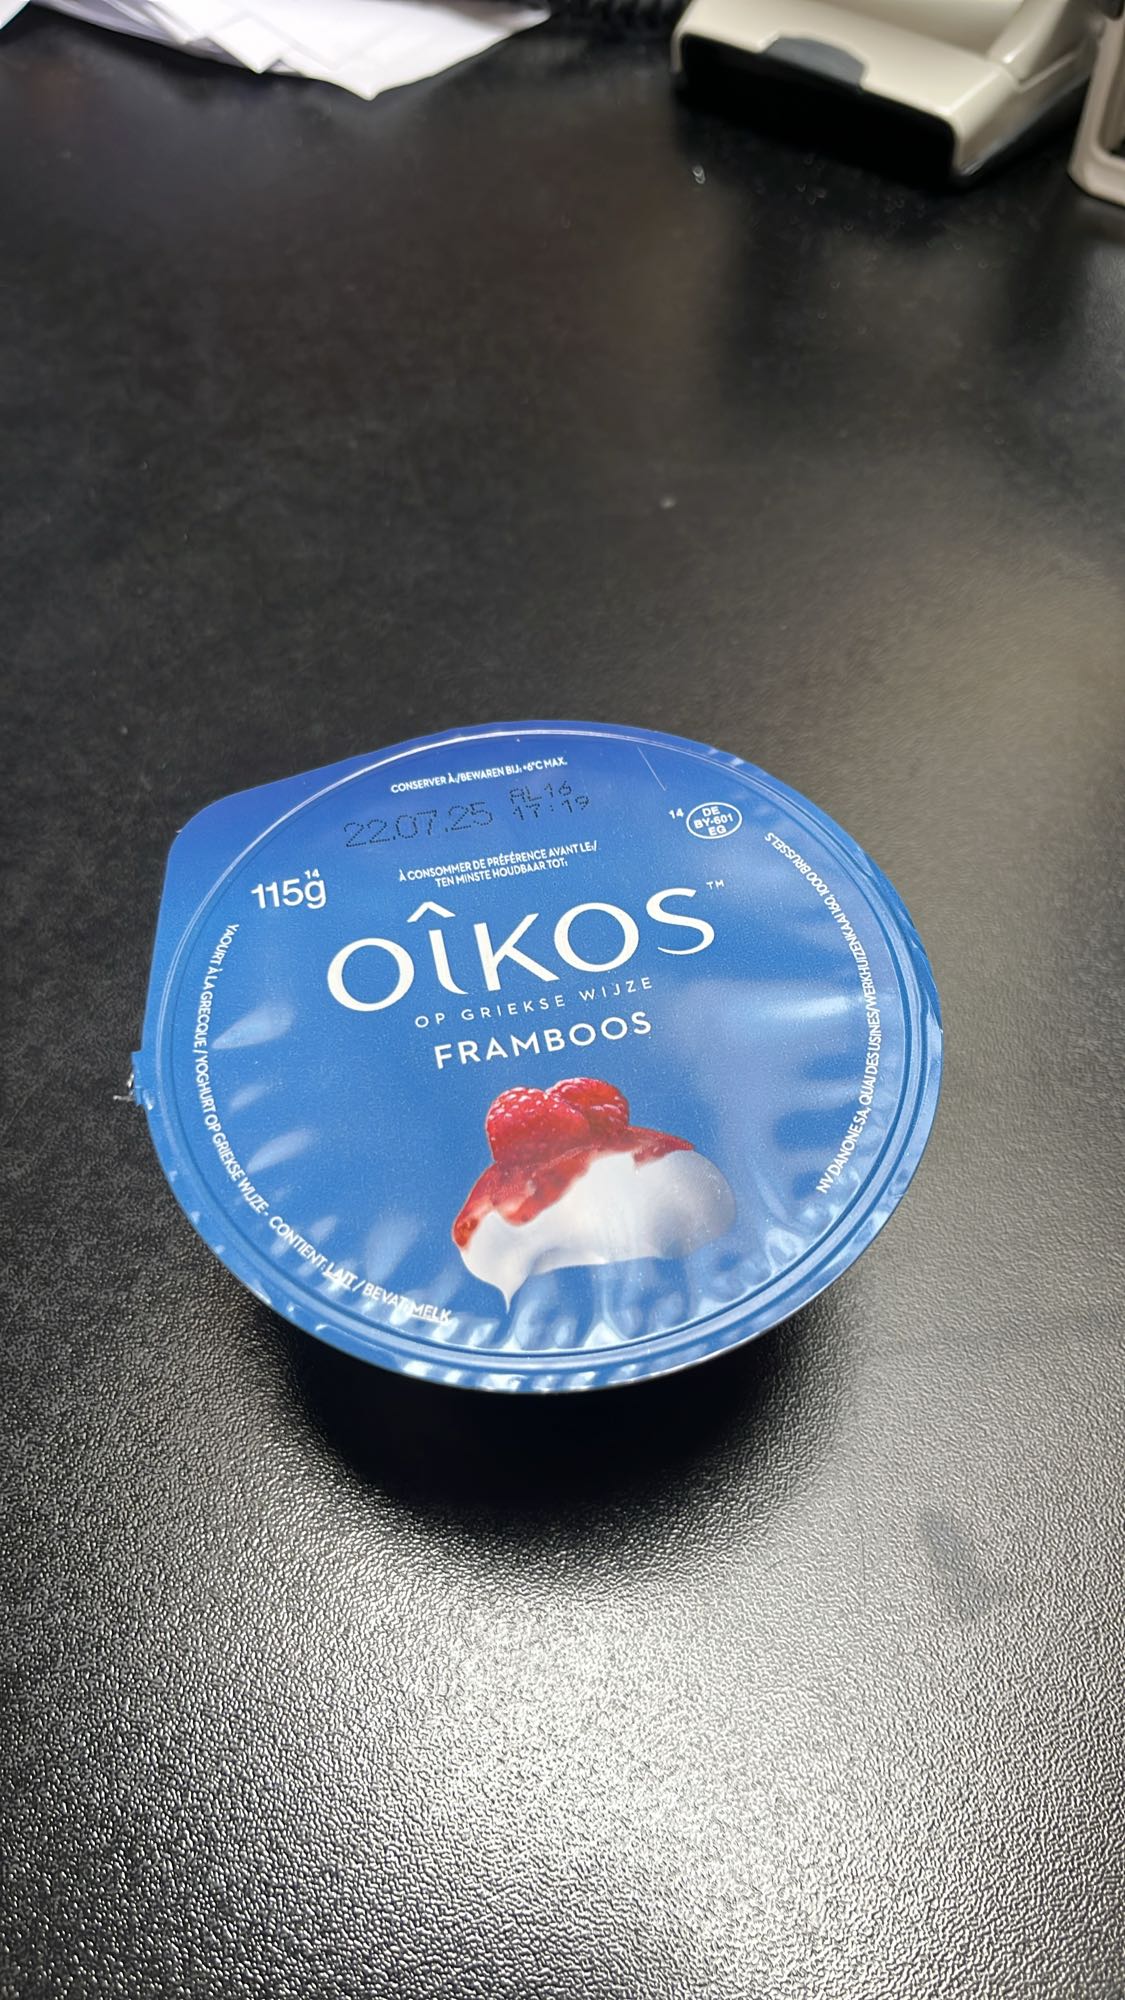 CONSERVER À:/BEWAREN BIJ: +6°C MAX.
22.07.25 AL16
17:19
À CONSOMMER DE PRÉFÉRENCE AVANT LE:/
TEN MINSTE HOUDBAAR TOT:
14
DE
BY-601
EG
14
115g
OÎKOS™
OP GRIEKSE WIJZE
FRAMBOOS
YAOURT À LA GRECQUE / YOGHURT OP GRIEKSE WIJZE - CONTIENT: LAIT / BEVAT: MELK
NV DANONE SA, QUAI DES USINES/WERKHUIZENKAAI 160, 1000 BRUSSELS